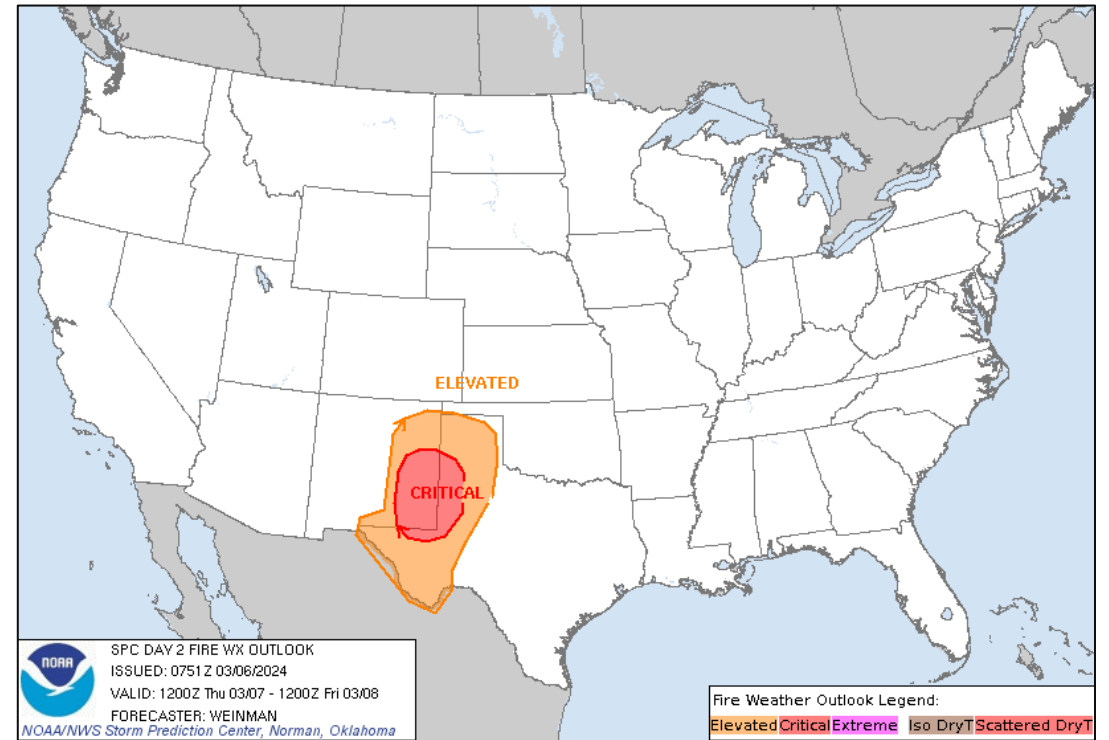 ELEVATED
CRITICAL
NOAA
SPC DAY 2 FIRE WX OUTLOOK
ISSUED: 0751Z 03/06/2024
VALID: 1200Z Thu 03/07 - 1200Z Fri 03/08
FORECASTER: WEINMAN
NOAA/NWS Storm Prediction Center, Norman, Oklahoma
Fire Weather Outlook Legend:
Elevated Critical Extreme Iso DryT Scattered DryT